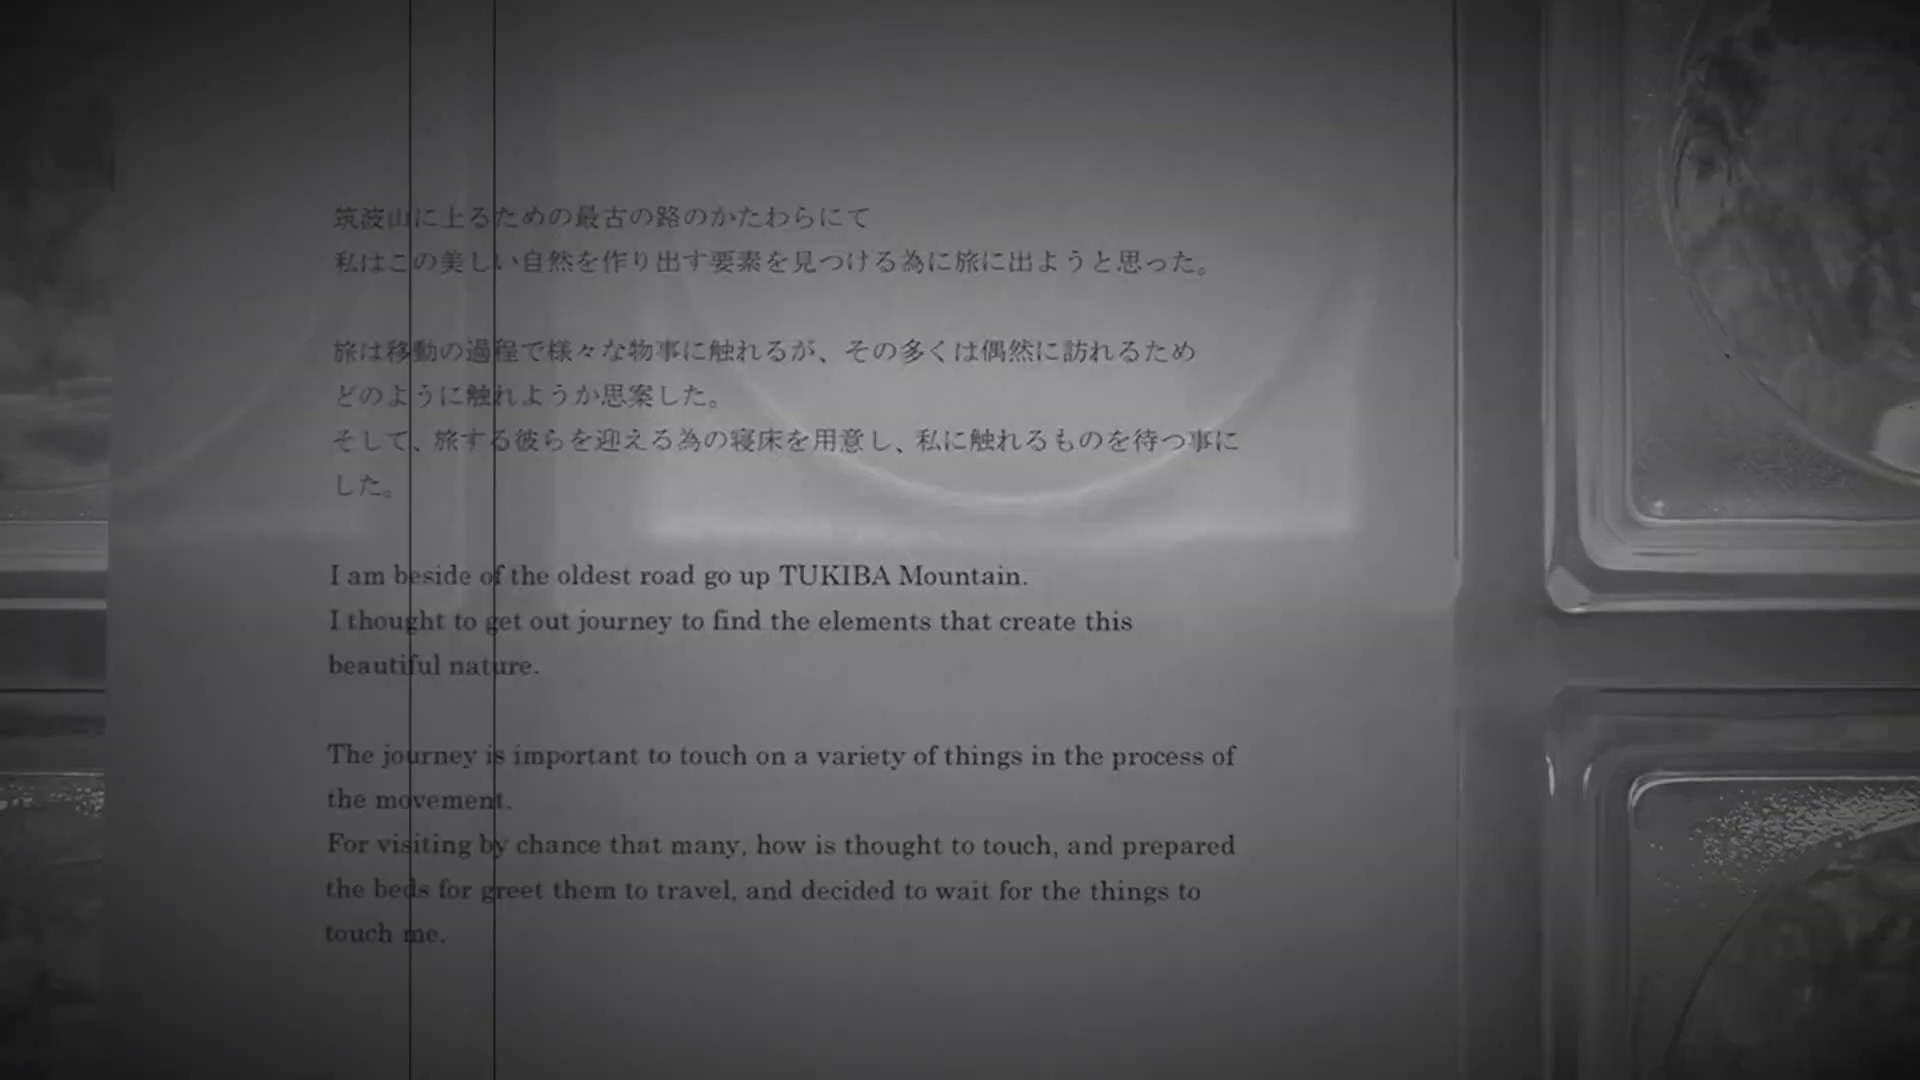 筑波山に上るための最古の路のかたわらにて
私はこの美しい自然を作り出す要素を見つける為に旅に出ようと思った。
旅は移動の過程で様々な物事に触れるが、その多くは偶然に訪れるため
どのように触れようか思案した。
そして、旅する彼らを迎える為の寝床を用意し、私に触れるものを待つ事に
した。
I am beside of the oldest road go up TUKIBA Mountain.
I thought to get out journey to find the elements that create this
beautiful nature.
The journey is important to touch on a variety of things in the process of
the movement.
For visiting by chance that many, how is thought to touch, and prepared
the beds for greet them to travel, and decided to wait for the things to
touch me.